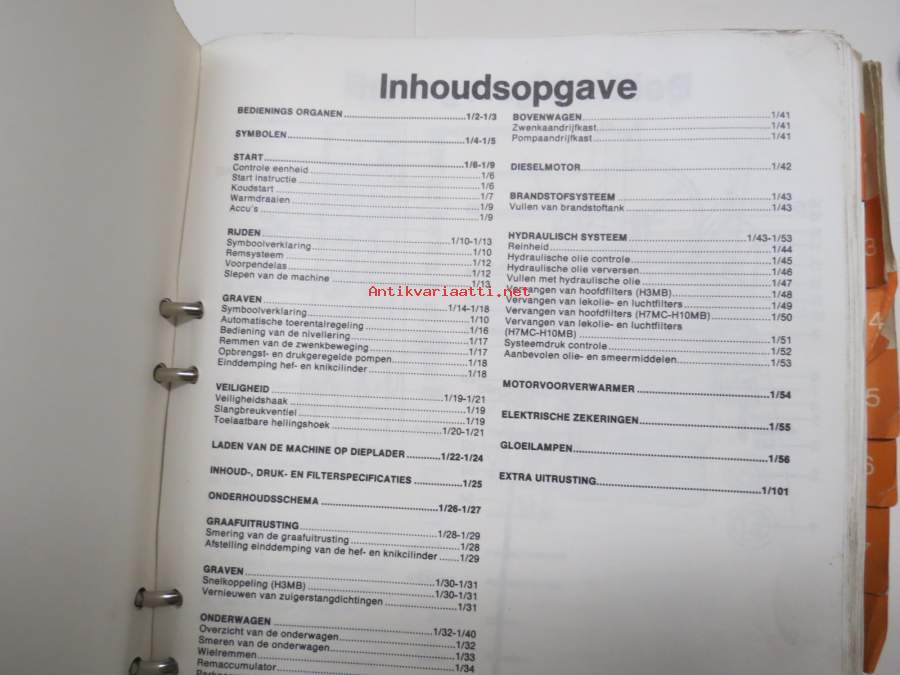 Inhoudsopgave
BEDIENINGS ORGANEN 1/2-1/3
SYMBOLEN 1/4-1/5
START 1/6-1/9
Controle eenheid 1/6
Start instructie 1/6
Koudstart 1/7
Warmdraaien 1/9
Accu's 1/9
RIJDEN 1/10-1/13
Symboolverklaring 1/10
Remsysteem 1/12
Voorpendelas 1/12
Slepen van de machine 1/13
GRAVEN 1/14-1/18
Symboolverklaring 1/10
Automatische toerentalregeling 1/16
Bediening van de nivellering 1/17
Remmen van de zwenkbeweging 1/17
Opbrengst- en drukgeregelde pompen 1/18
Einddemping hef- en knikcilinder 1/18
VEILIGHEID 1/19-1/21
Veiligheidshaak 1/19
Slangbreukventiel 1/19
Toelaatbare hellingshoek 1/20-1/21
LADEN VAN DE MACHINE OP DIEPLADER 1/22-1/24
INHOUD-, DRUK- EN FILTERSPECIFICATIES 1/25
ONDERHOUDSSCHEMA 1/26-1/27
GRAAFUITRUSTING 1/28-1/29
Smering van de graafuitrusting 1/28
Afstelling einddemping van de hef- en knikcilinder 1/29
GRAVEN 1/30-1/31
Snelkoppeling (H3MB) 1/30-1/31
Vernieuwen van zuigerstangdichtingen 1/31
ONDERWAGEN 1/32-1/40
Overzicht van de onderwagen 1/32
Smeren van de onderwagen 1/33
Wielremmen 1/34
Remaccumulator
BOVENWAGEN 1/41
Zwenkaandrijfkast 1/41
Pompaandrijfkast 1/41
DIESELMOTOR 1/42
BRANDSTOFSYSTEEM 1/43
Vullen van brandstoftank 1/43
HYDRAULISCH SYSTEEM 1/43-1/53
Reinheid 1/44
Hydraulische olie controle 1/45
Hydraulische olie verversen 1/46
Vullen met hydraulische olie 1/47
Vervangen van hoofdfilters (H3MB) 1/48
Vervangen van lekolie- en luchtfilters 1/49
Vervangen van hoofdfilters (H7MC-H10MB) 1/50
Vervangen van lekolie- en luchtfilters
(H7MC-H10MB) 1/51
Systeemdruk controle 1/52
Aanbevolen olie- en smeermiddelen 1/53
MOTORVOORVERWARMER 1/54
ELEKTRISCHE ZEKERINGEN 1/55
GLOEILAMPEN 1/56
EXTRA UITRUSTING 1/101
Antikvariaatti.net
3
4
5
6